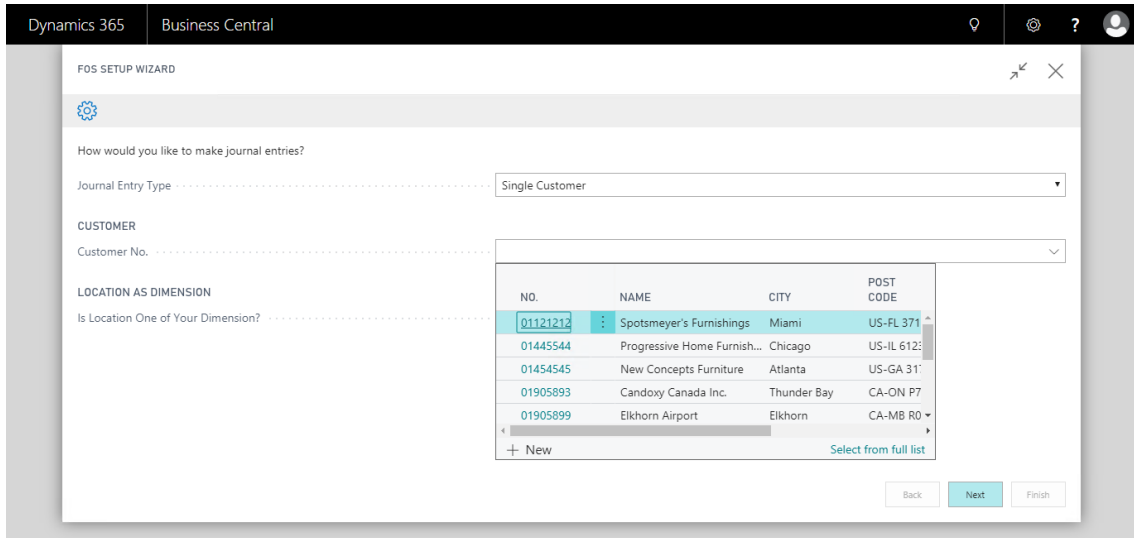 Dynamics 365 Business Central ?
FOS SETUP WIZARD
How would you like to make journal entries?
Journal Entry Type Single Customer
CUSTOMER
Customer No.
LOCATION AS DIMENSION
Is Location One of Your Dimension?
NO. NAME CITY POST CODE
01121212 Spotsmeyer's Furnishings Miami US-FL 371
01445544 Progressive Home Furnish... Chicago US-IL 612
01454545 New Concepts Furniture Atlanta US-GA 31
01905893 Candoxy Canada Inc. Thunder Bay CA-ON P7
01905899 Elkhorn Airport Elkhorn CA-MB R0
+ New Select from full list
Back Next Finish